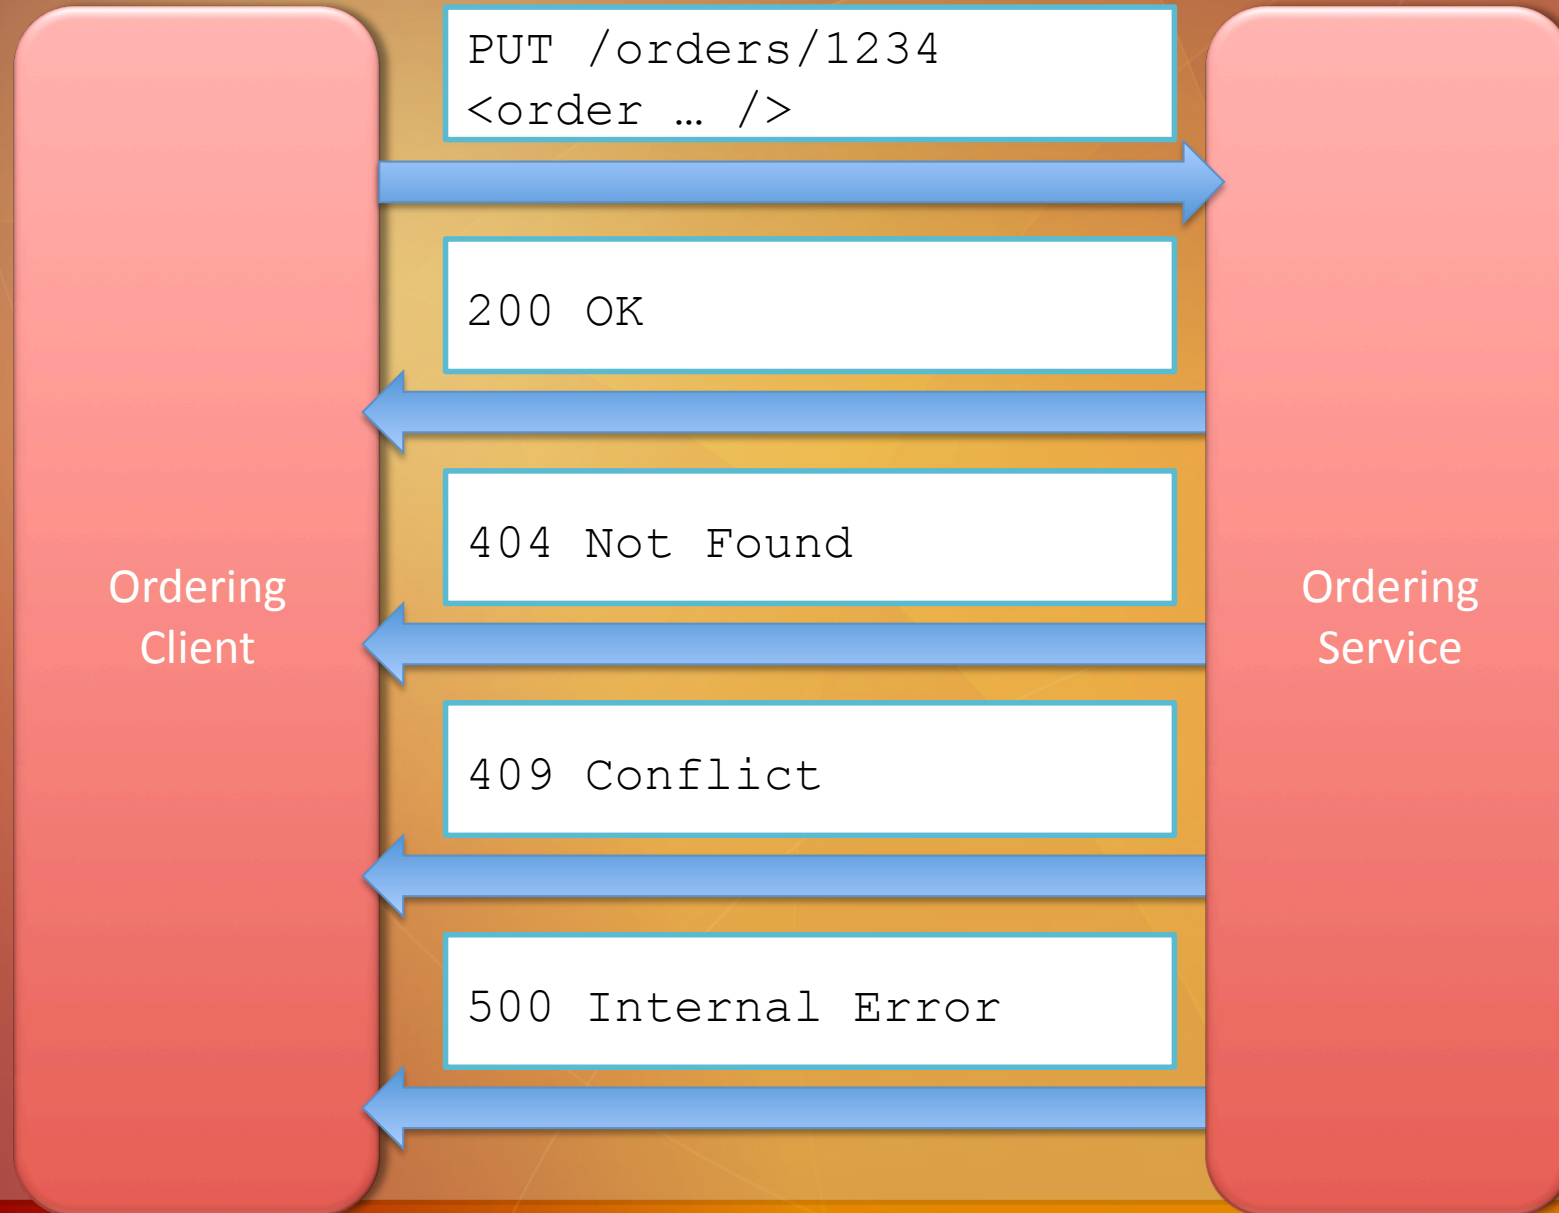 PUT /orders/1234
<order … />
200 OK
404 Not Found
409 Conflict
500 Internal Error
Ordering
Client
Ordering
Service